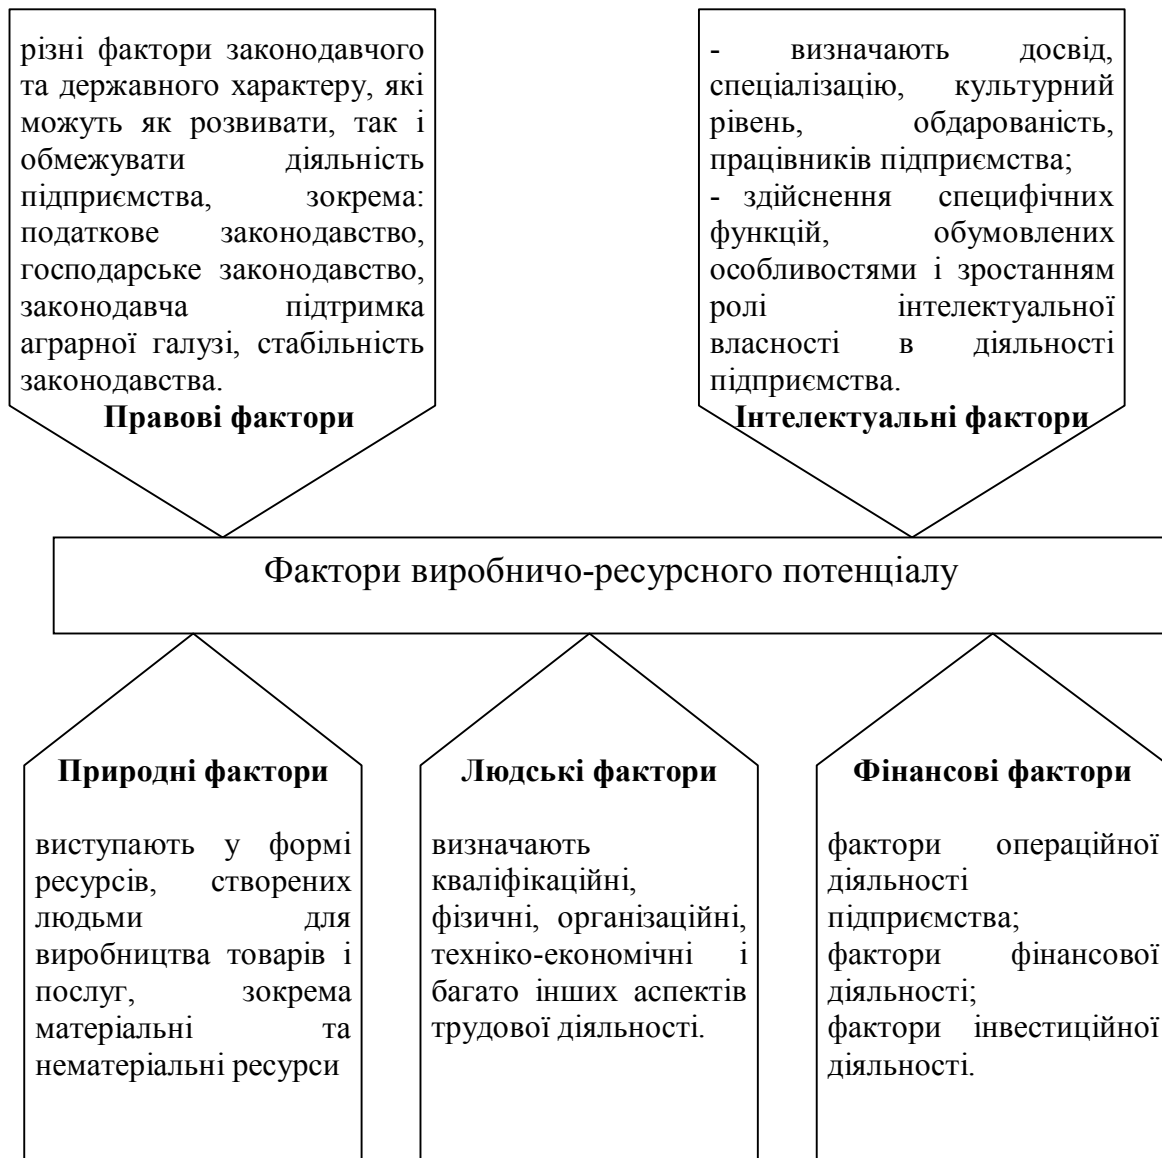 різні фактори законодавчого
та державного характеру, які
можуть як розвивати, так і
обмежувати діяльність
підприємства, зокрема:
податкове законодавство,
господарське законодавство,
законодавча підтримка
аграрної галузі, стабільність
законодавства.
Правові фактори
- визначають досвід,
спеціалізацію, культурний
рівень, обдарованість,
працівників підприємства;
- здійснення специфічних
функцій, обумовлених
особливостями і зростанням
ролі інтелектуальної
власності в діяльності
підприємства.
Інтелектуальні фактори
Фактори виробничо-ресурсного потенціалу
Природні фактори
виступають у формі
ресурсів, створених
людьми для
виробництва товарів і
послуг, зокрема
матеріальні та
нематеріальні ресурси
Людські фактори
визначають
кваліфікаційні,
фізичні, організаційні,
техніко-економічні і
багато інших аспектів
трудової діяльності.
Фінансові фактори
фактори операційної
діяльності
підприємства;
фактори фінансової
діяльності;
фактори інвестиційної
діяльності.